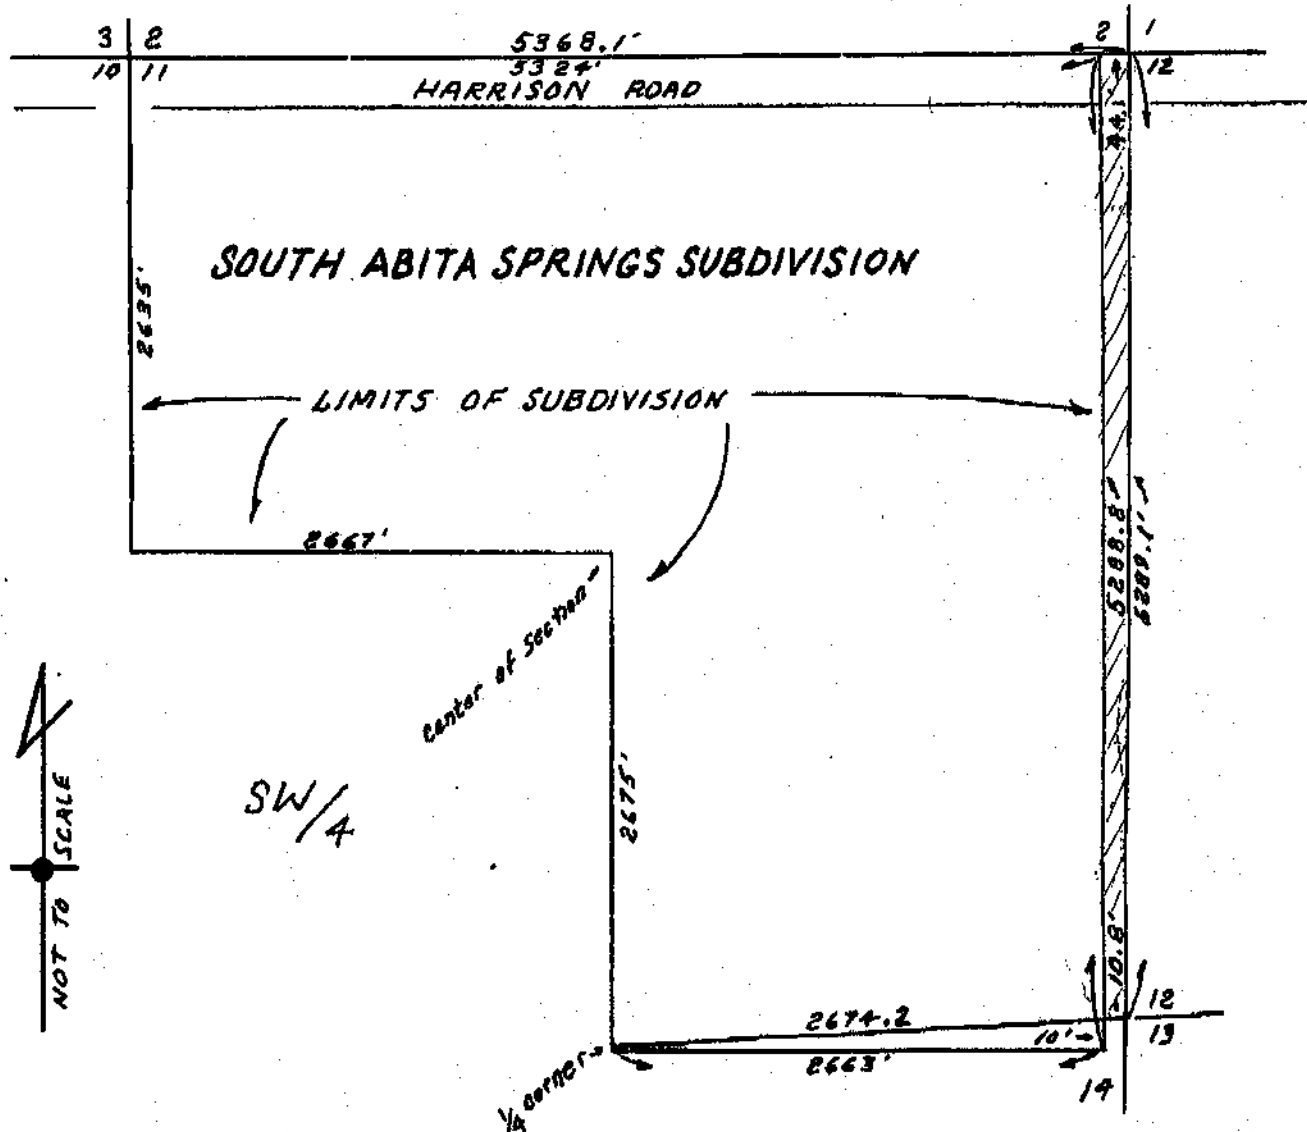 3 2
10 11
5368.1'
5324'
HARRISON ROAD
2 1
12
44.1
SOUTH ABITA SPRINGS SUBDIVISION
2635'
LIMITS OF SUBDIVISION
2667'
5288.8'
5289.1'
center of section
SW/4
2675'
NOT TO SCALE
10.8'
2674.2
10'
12
13
2663'
1/4 corner
14